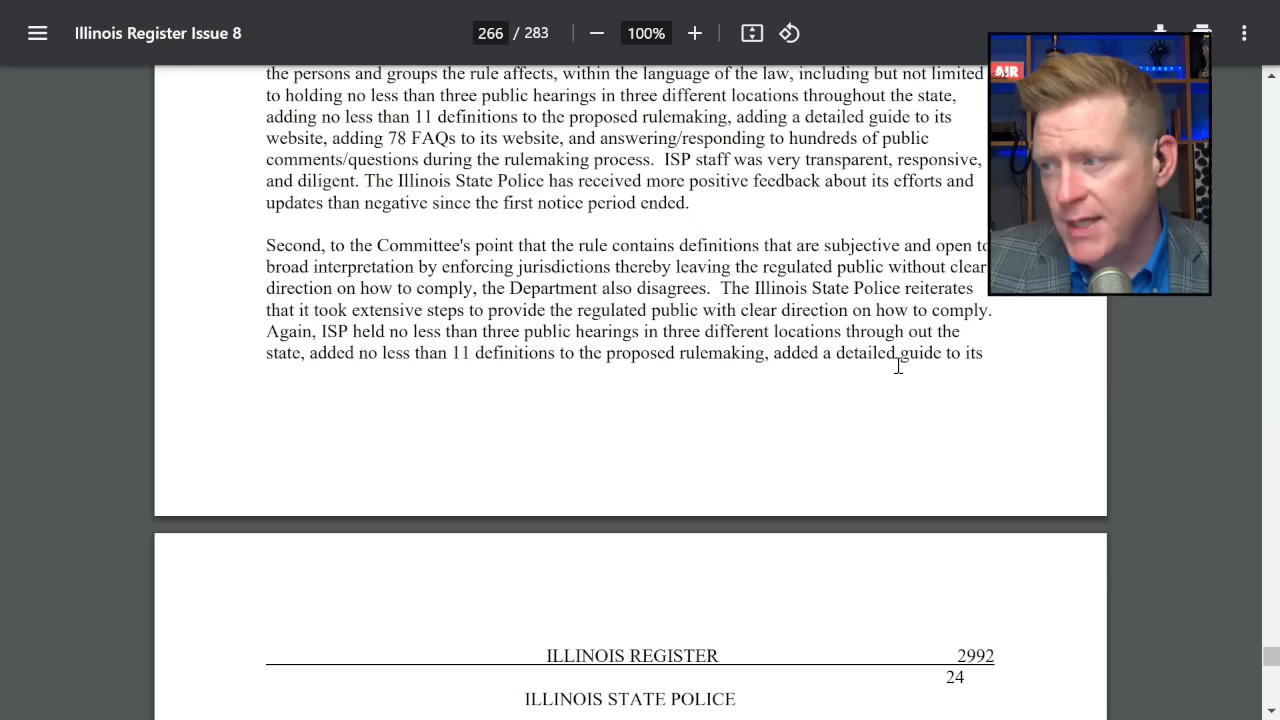 Illinois Register Issue 8
266 / 283
100%
AIR
the persons and groups the rule affects, within the language of the law, including but not limited
to holding no less than three public hearings in three different locations throughout the state,
adding no less than 11 definitions to the proposed rulemaking, adding a detailed guide to its
website, adding 78 FAQs to its website, and answering/responding to hundreds of public
comments/questions during the rulemaking process.  ISP staff was very transparent, responsive,
and diligent. The Illinois State Police has received more positive feedback about its efforts and
updates than negative since the first notice period ended.
Second, to the Committee's point that the rule contains definitions that are subjective and open to
broad interpretation by enforcing jurisdictions thereby leaving the regulated public without clear
direction on how to comply, the Department also disagrees.  The Illinois State Police reiterates
that it took extensive steps to provide the regulated public with clear direction on how to comply.
Again, ISP held no less than three public hearings in three different locations through out the
state, added no less than 11 definitions to the proposed rulemaking, added a detailed guide to its
ILLINOIS REGISTER 2992
24
ILLINOIS STATE POLICE